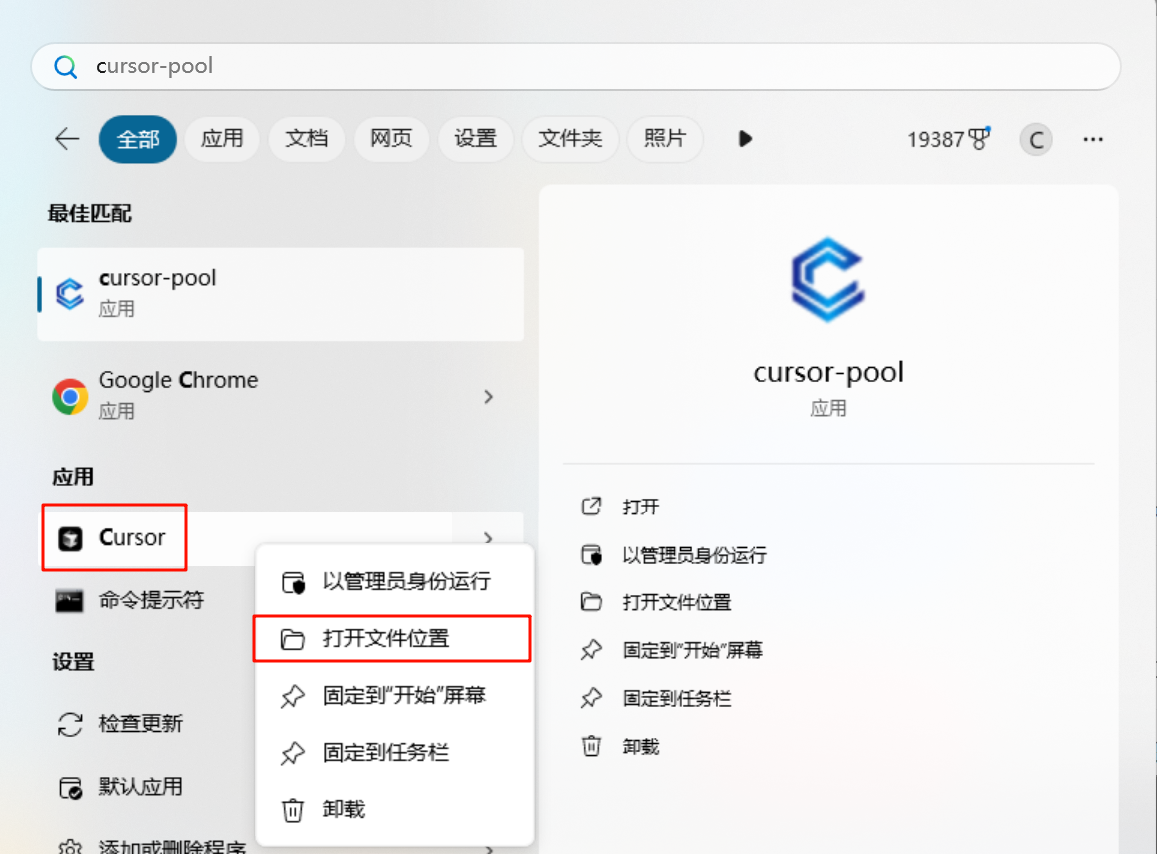 cursor-pool
全部 应用 文档 网页 设置 文件夹 照片 19387 C
最佳匹配
cursor-pool
应用
Google Chrome
应用
应用
Cursor
命令提示符
设置
检查更新
默认应用
添加或删除程序
以管理员身份运行
打开文件位置
固定到"开始"屏幕
固定到任务栏
卸载
cursor-pool
应用
打开
以管理员身份运行
打开文件位置
固定到"开始"屏幕
固定到任务栏
卸载